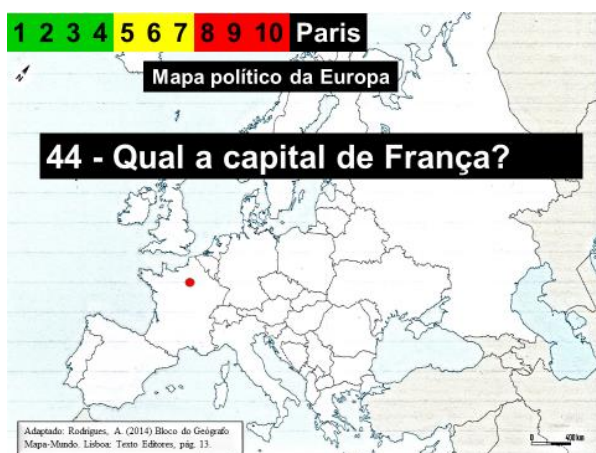 1 2 3 4 5 6 7 8 9 10 Paris
Mapa político da Europa
44 - Qual a capital de França?
Adaptado: Rodrigues, A. (2014) Bloco do Geógrafo
Mapa-Mundo. Lisboa: Texto Editores, pág. 13.
0 400 km